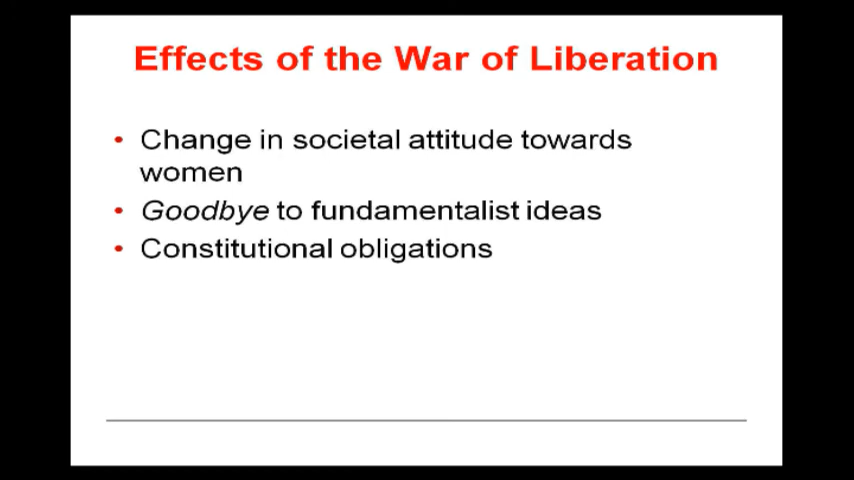 Effects of the War of Liberation
• Change in societal attitude towards
women
• Goodbye to fundamentalist ideas
• Constitutional obligations